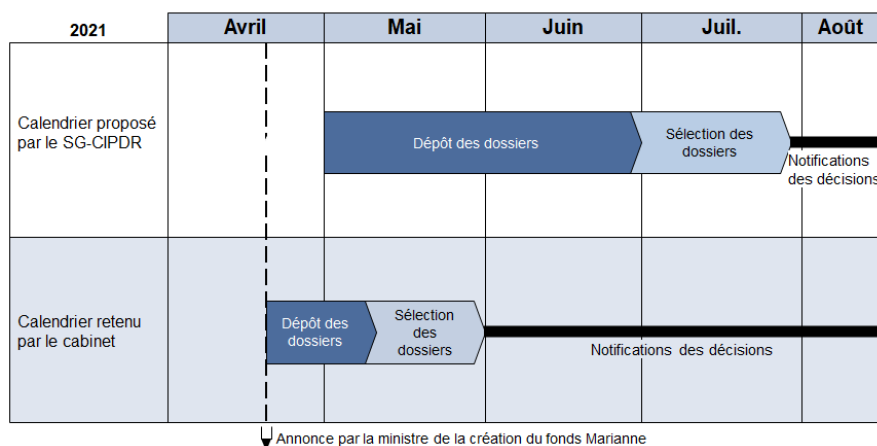 2021 Avril Mai Juin Juil. Août
Calendrier proposé
par le SG-CIPDR
Dépôt des dossiers
Sélection des
dossiers
Notifications
des décisions
Calendrier retenu
par le cabinet
Dépôt des
dossiers
Sélection
des
dossiers
Notifications des décisions
Annonce par la ministre de la création du fonds Marianne